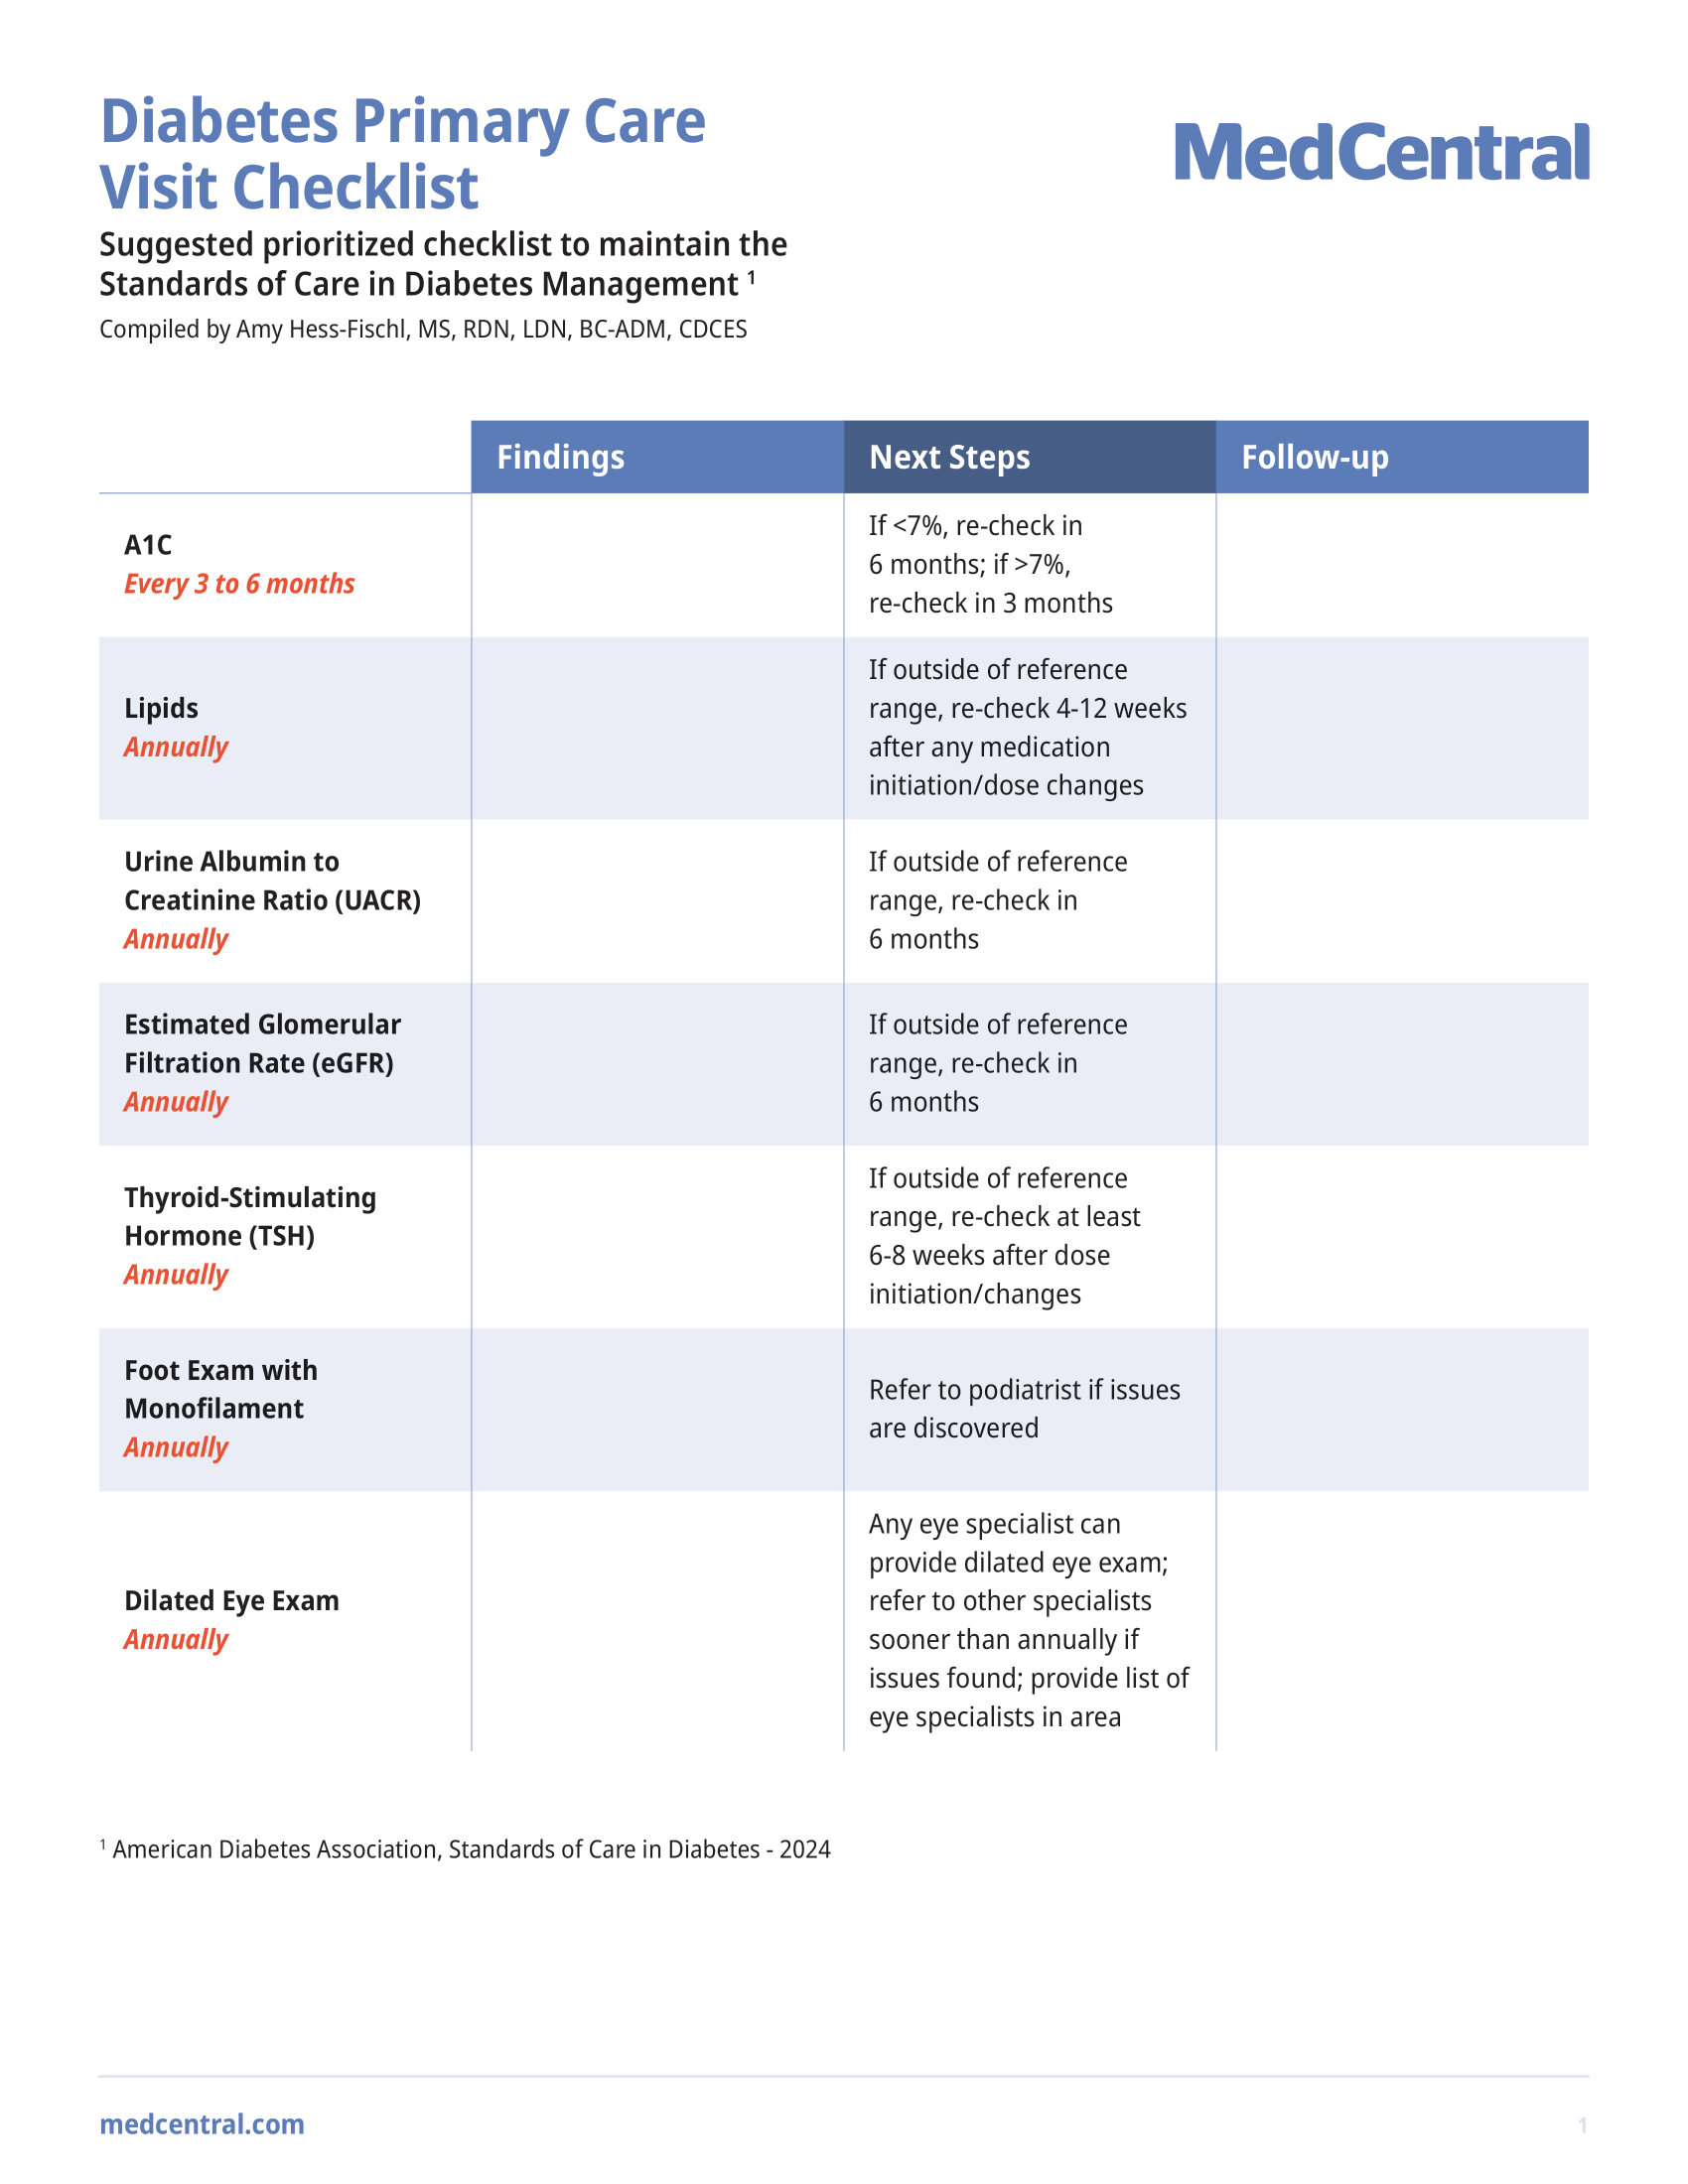 Diabetes Primary Care
Visit Checklist
MedCentral
Suggested prioritized checklist to maintain the
Standards of Care in Diabetes Management ¹
Compiled by Amy Hess-Fischl, MS, RDN, LDN, BC-ADM, CDCES
Findings
Next Steps
Follow-up
A1C
Every 3 to 6 months
If <7%, re-check in
6 months; if >7%,
re-check in 3 months
Lipids
Annually
If outside of reference
range, re-check 4-12 weeks
after any medication
initiation/dose changes
Urine Albumin to
Creatinine Ratio (UACR)
Annually
If outside of reference
range, re-check in
6 months
Estimated Glomerular
Filtration Rate (eGFR)
Annually
If outside of reference
range, re-check in
6 months
Thyroid-Stimulating
Hormone (TSH)
Annually
If outside of reference
range, re-check at least
6-8 weeks after dose
initiation/changes
Foot Exam with
Monofilament
Annually
Refer to podiatrist if issues
are discovered
Dilated Eye Exam
Annually
Any eye specialist can
provide dilated eye exam;
refer to other specialists
sooner than annually if
issues found; provide list of
eye specialists in area
¹ American Diabetes Association, Standards of Care in Diabetes - 2024
medcentral.com
1